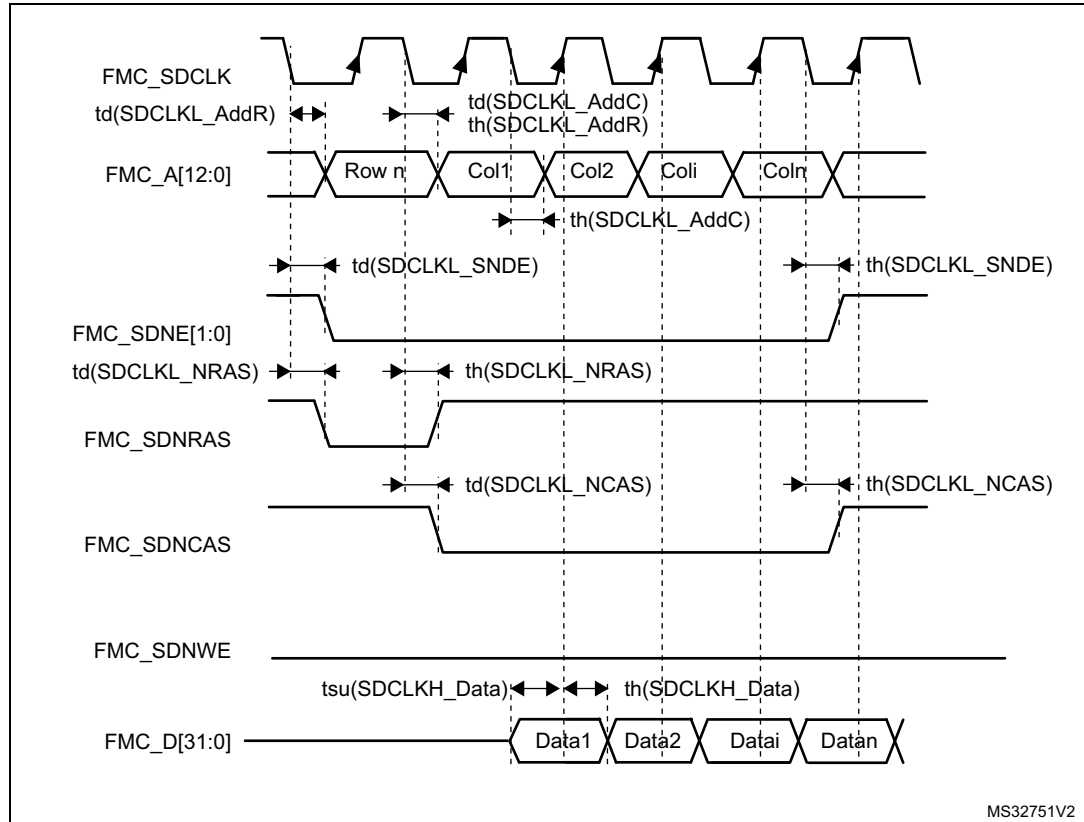 FMC_SDCLK
td(SDCLKL_AddR)
td(SDCLKL_AddC)
th(SDCLKL_AddR)
FMC_A[12:0]
Row n
Col1
Col2
Coli
Coln
th(SDCLKL_AddC)
td(SDCLKL_SNDE)
th(SDCLKL_SNDE)
FMC_SDNE[1:0]
td(SDCLKL_NRAS)
th(SDCLKL_NRAS)
FMC_SDNRAS
td(SDCLKL_NCAS)
th(SDCLKL_NCAS)
FMC_SDNCAS
FMC_SDNWE
tsu(SDCLKH_Data)
th(SDCLKH_Data)
FMC_D[31:0]
Data1
Data2
Datai
Datan
MS32751V2